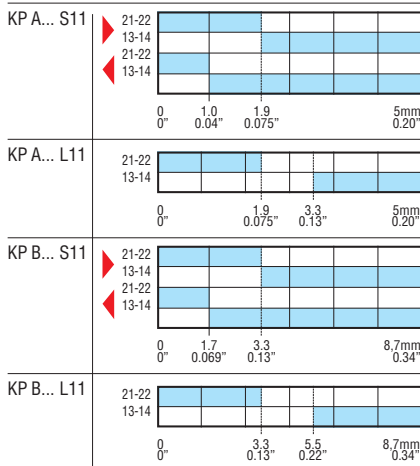 KP A... S11
21-22
13-14
21-22
13-14
0 1.0 1.9 5mm
0" 0.04" 0.075" 0.20"
KP A... L11
21-22
13-14
0 1.9 3.3 5mm
0" 0.075" 0.13" 0.20"
KP B... S11
21-22
13-14
21-22
13-14
0 1.7 3.3 8,7mm
0" 0.069" 0.13" 0.34"
KP B... L11
21-22
13-14
0 3.3 5.5 8,7mm
0" 0.13" 0.22" 0.34"